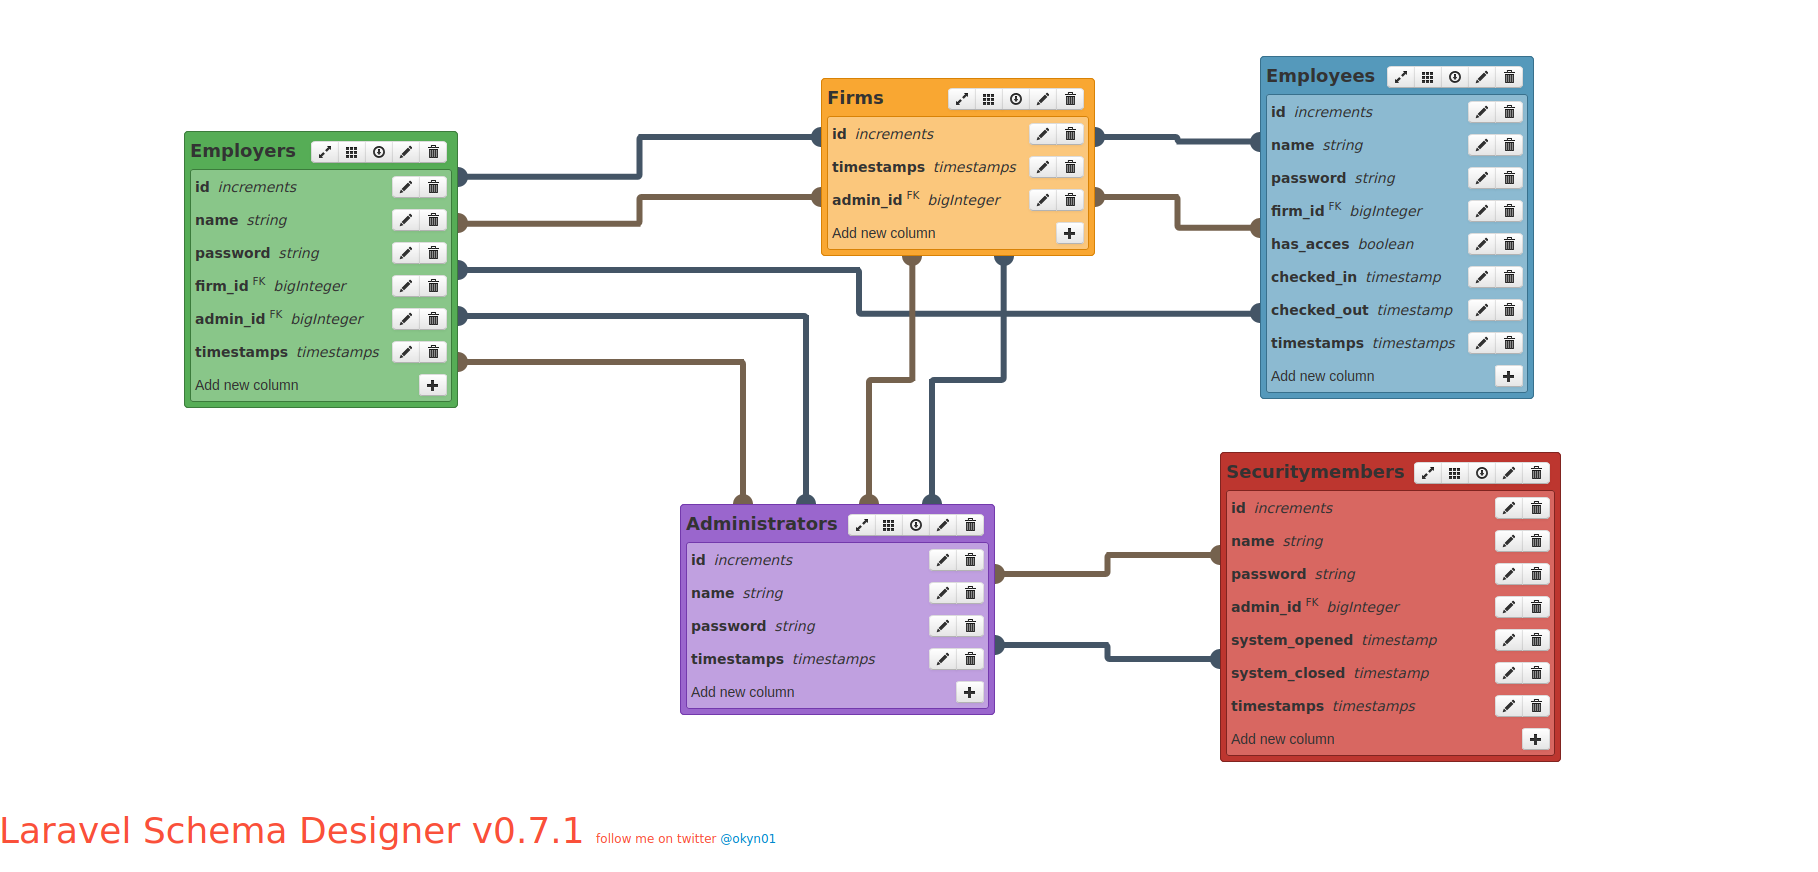 Employers
id increments
name string
password string
firm_id FK bigInteger
admin_id FK bigInteger
timestamps timestamps
Add new column
Firms
id increments
timestamps timestamps
admin_id FK bigInteger
Add new column
Employees
id increments
name string
password string
firm_id FK bigInteger
has_acces boolean
checked_in timestamp
checked_out timestamp
timestamps timestamps
Add new column
Administrators
id increments
name string
password string
timestamps timestamps
Add new column
Securitymembers
id increments
name string
password string
admin_id FK bigInteger
system_opened timestamp
system_closed timestamp
timestamps timestamps
Add new column
Laravel Schema Designer v0.7.1 follow me on twitter @okyn01